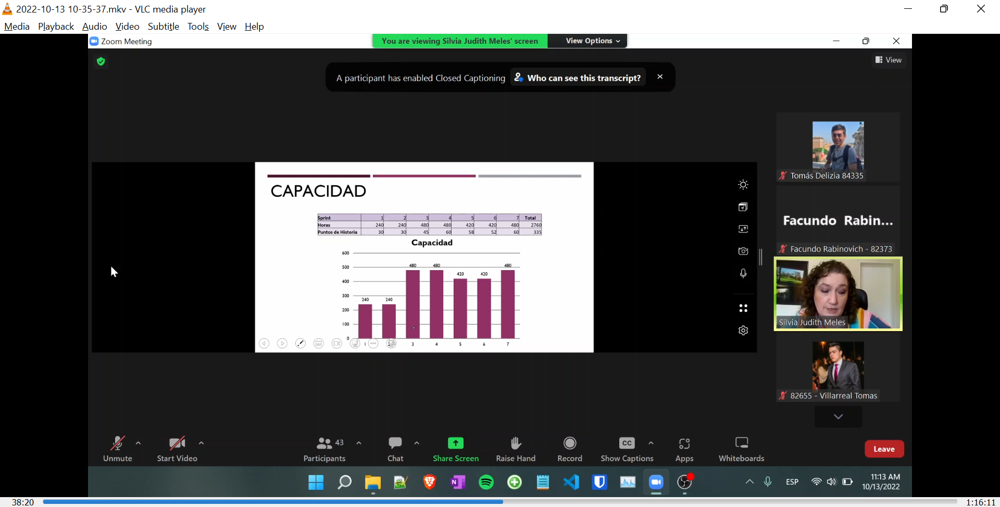 2022-10-13 10-35-37.mkv - VLC media player
Media Playback Audio Video Subtitle Tools View Help
Zoom Meeting
You are viewing Silvia Judith Meles' screen
View Options
View
A participant has enabled Closed Captioning Who can see this transcript?
Tomás Delizia 84335
Facundo Rabin...
Facundo Rabinovich - 82373
Silvia Judith Meles
82655 - Villarreal Tomas
CAPACIDAD
Sprint 1 2 3 4 5 6 7 Total
Horas 240 240 480 480 420 420 480 2760
Puntos de Historia 30 30 45 60 58 52 60 335
Capacidad
600
500
400
300
200
100
0
240 240 480 480 420 420 480
1 2 3 4 5 6 7
Unmute Start Video 43 Participants Chat Share Screen Raise Hand Record CC Show Captions Apps Whiteboards Leave
N ESP 11:13 AM
10/13/2022
38:20 1:16:11